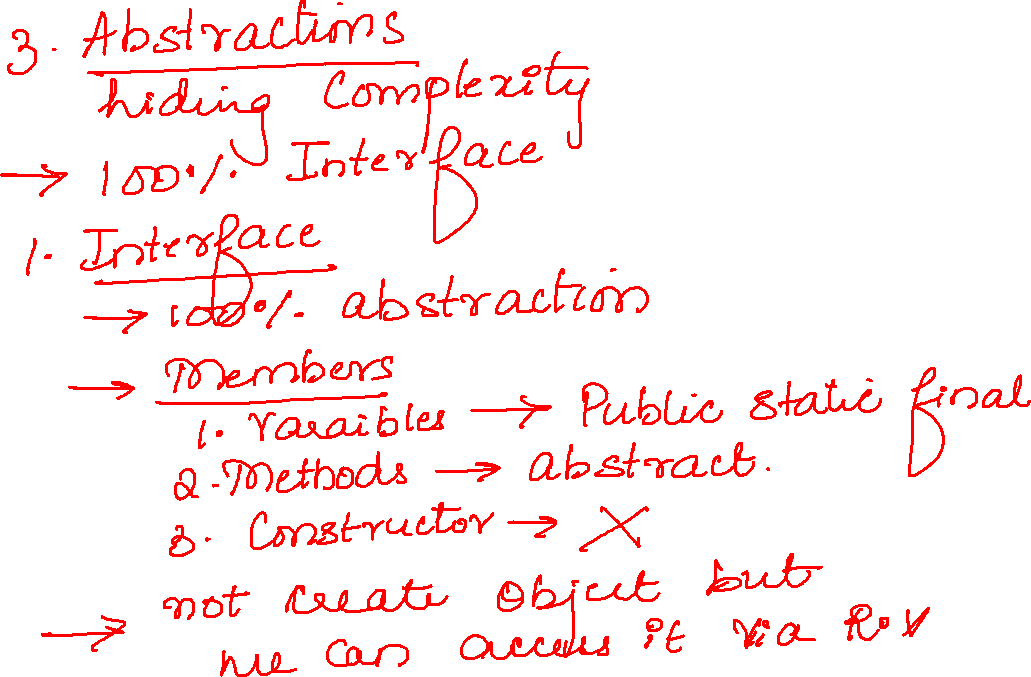 3. Abstractions
hiding Complexity
→ 100% Interface
1. Interface
→ 100% abstraction
→ Members
1. Varaibles → Public static final
2. Methods → abstract.
3. Constructor → X
→ not create object but
we can access it via R.V